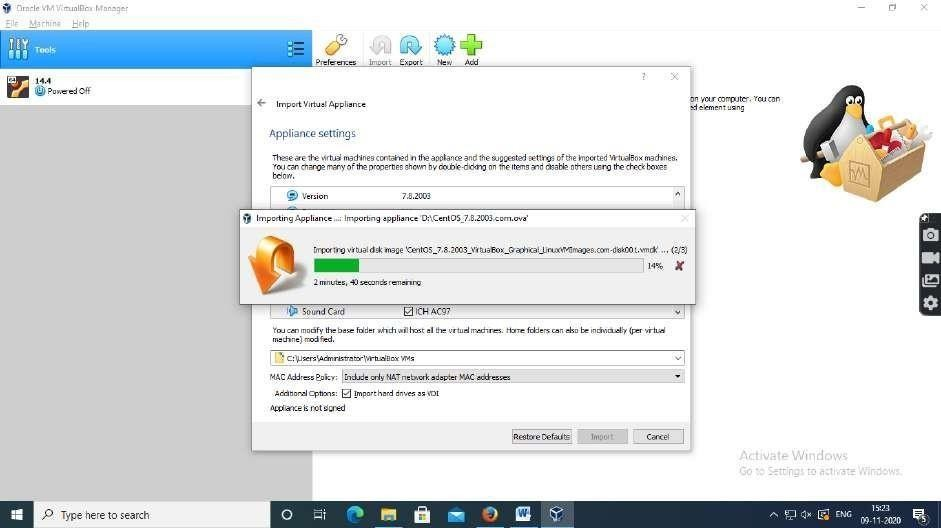 Oracle VM VirtualBox Manager
File Machine Help
Tools
Preferences Import Export New Add
14.4
Powered Off
64
on your computer. You can
ed element using
?
Import Virtual Appliance
Appliance settings
These are the virtual machines contained in the appliance and the suggested settings of the imported VirtualBox machines.
You can change many of the properties shown by double-clicking on the items and disable others using the check boxes
below.
Version 7.8.2003
Importing Appliance ...: Importing appliance 'D:\CentOS_7.8.2003.com.ova'
Importing virtual disk image 'CentOS_7.8.2003_VirtualBox_Graphical_LinuxVMImages.com-disk001.vmdk' ... (2/3)
14%
2 minutes, 40 seconds remaining
Sound Card ICH AC97
You can modify the base folder which will host all the virtual machines. Home folders can also be individually (per virtual
machine) modified.
C:\Users\Administrator\VirtualBox VMs
MAC Address Policy: Include only NAT network adapter MAC addresses
Additional Options: Import hard drives as VDI
Appliance is not signed
Restore Defaults Import Cancel
Activate Windows
Go to Settings to activate Windows.
Type here to search
ENG
15:23
09-11-2020
5